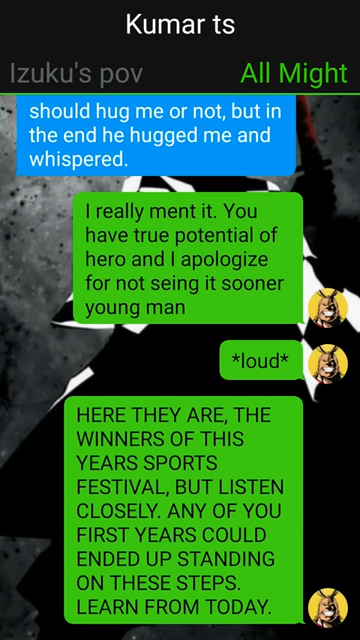 Kumar ts
Izuku's pov
All Might
should hug me or not, but in
the end he hugged me and
whispered.
I really ment it. You
have true potential of
hero and I apologize
for not seing it sooner
young man
*loud*
HERE THEY ARE, THE
WINNERS OF THIS
YEARS SPORTS
FESTIVAL, BUT LISTEN
CLOSELY. ANY OF YOU
FIRST YEARS COULD
ENDED UP STANDING
ON THESE STEPS.
LEARN FROM TODAY.